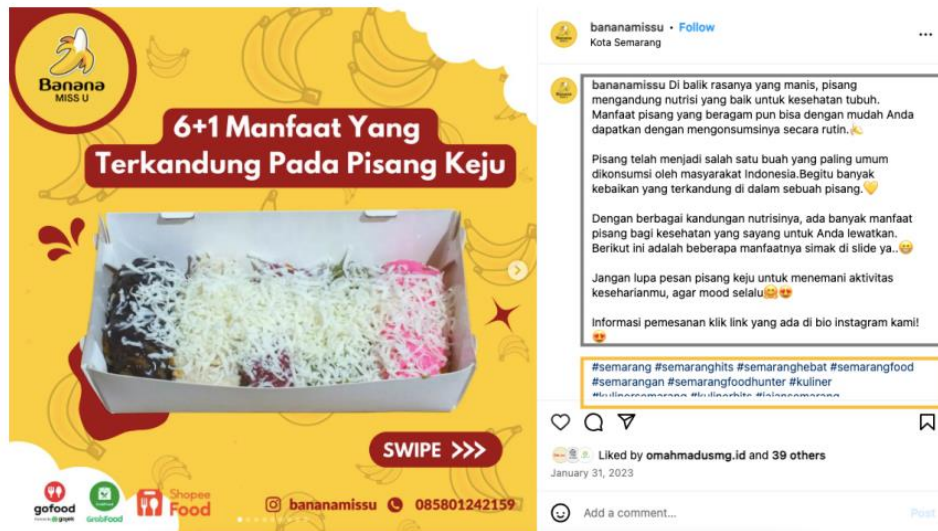 Banana
MISS U
6+1 Manfaat Yang
Terkandung Pada Pisang Keju
SWIPE >>>
gofood
GrabFood
Shopee
Food
bananamissu
085801242159
bananamissu • Follow
Kota Semarang
bananamissu Di balik rasanya yang manis, pisang
mengandung nutrisi yang baik untuk kesehatan tubuh.
Manfaat pisang yang beragam pun bisa dengan mudah Anda
dapatkan dengan mengonsumsinya secara rutin.
Pisang telah menjadi salah satu buah yang paling umum
dikonsumsi oleh masyarakat Indonesia.Begitu banyak
kebaikan yang terkandung di dalam sebuah pisang.💛
Dengan berbagai kandungan nutrisinya, ada banyak manfaat
pisang bagi kesehatan yang sayang untuk Anda lewatkan.
Berikut ini adalah beberapa manfaatnya simak di slide ya..😁
Jangan lupa pesan pisang keju untuk menemani aktivitas
keseharianmu, agar mood selalu🤗😍
Informasi pemesanan klik link yang ada di bio instagram kami!
😍
#semarang #semaranghits #semaranghebat #semarangfood
#semarangan #semarangfoodhunter #kuliner
#kulinersemarang #kulinerhits #jajansemarang
Liked by omahmadusmg.id and 39 others
January 31, 2023
Add a comment...
Post